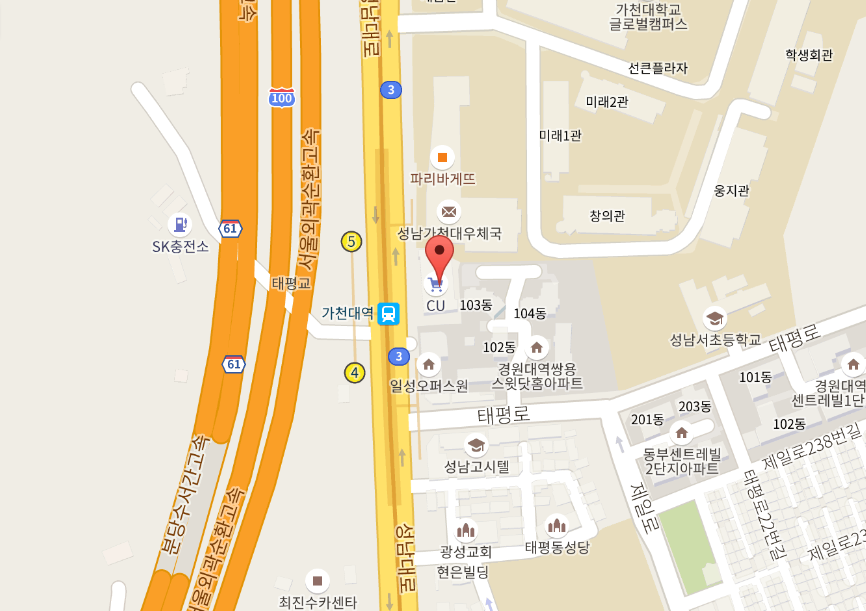 가천대학교
글로벌캠퍼스
학생회관
선큰플라자
100
3
미래2관
미래1관
파리바게뜨
웅지관
창의관
성남가천대우체국
61
5
SK충전소
서울외곽순환고속
태평교
CU
103동
104동
가천대역
성남서초등학교
태평로
102동
3
61
4
일성오퍼스원
경원대역쌍용
스윗닷홈아파트
101동
경원대역
센트레빌1단
태평로
201동
203동
102동
동부센트레빌
2단지아파트
제일로238번길
성남고시텔
분당수서간고속
서울외곽순환고속
제일로
태평로22번길
제일로23
성남대로
광성교회
현은빌딩
태평동성당
최진수카센타